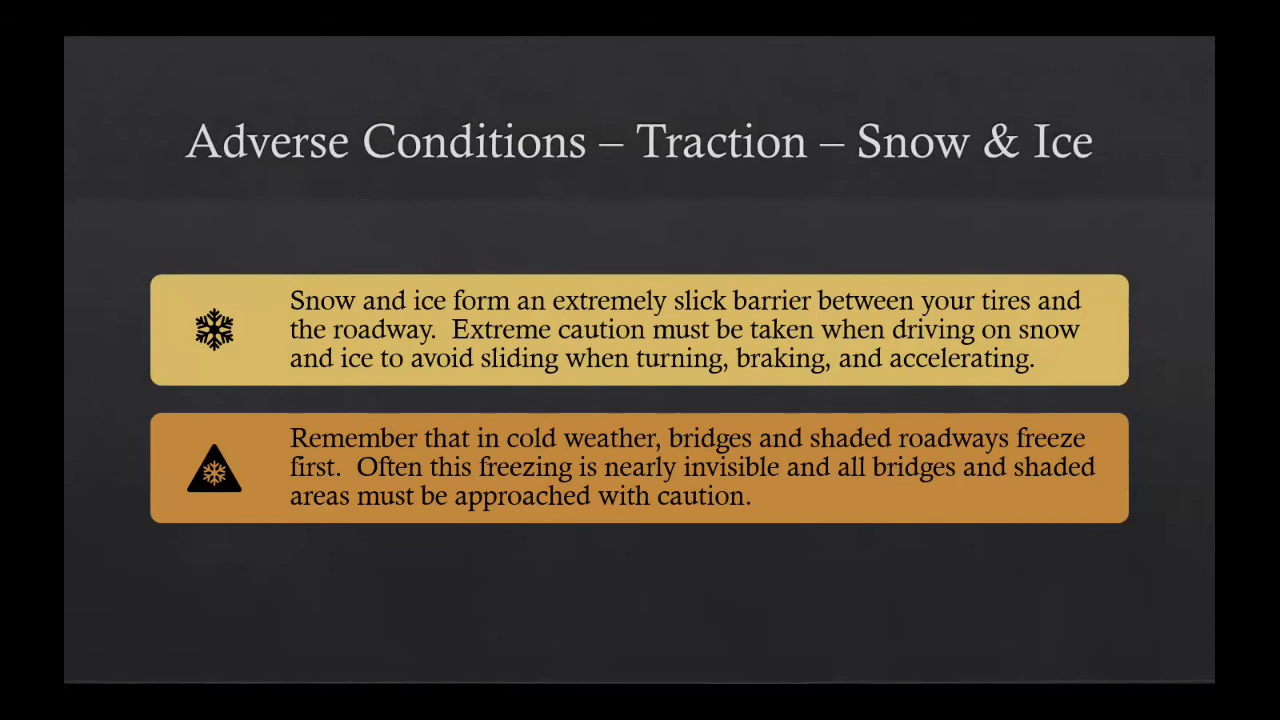 Adverse Conditions – Traction – Snow & Ice
Snow and ice form an extremely slick barrier between your tires and
the roadway.  Extreme caution must be taken when driving on snow
and ice to avoid sliding when turning, braking, and accelerating.
Remember that in cold weather, bridges and shaded roadways freeze
first.  Often this freezing is nearly invisible and all bridges and shaded
areas must be approached with caution.